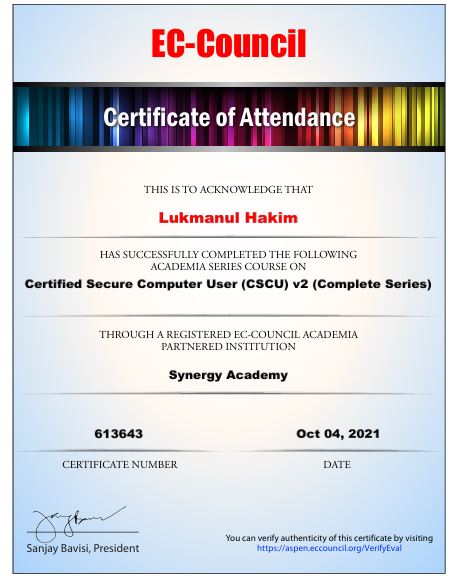 EC-Council
Certificate of Attendance
THIS IS TO ACKNOWLEDGE THAT
Lukmanul Hakim
HAS SUCCESSFULLY COMPLETED THE FOLLOWING
ACADEMIA SERIES COURSE ON
Certified Secure Computer User (CSCU) v2 (Complete Series)
THROUGH A REGISTERED EC-COUNCIL ACADEMIA
PARTNERED INSTITUTION
Synergy Academy
613643
Oct 04, 2021
CERTIFICATE NUMBER
DATE
Sanjay Bavisi, President
You can verify authenticity of this certificate by visiting
https://aspen.eccouncil.org/VerifyEval